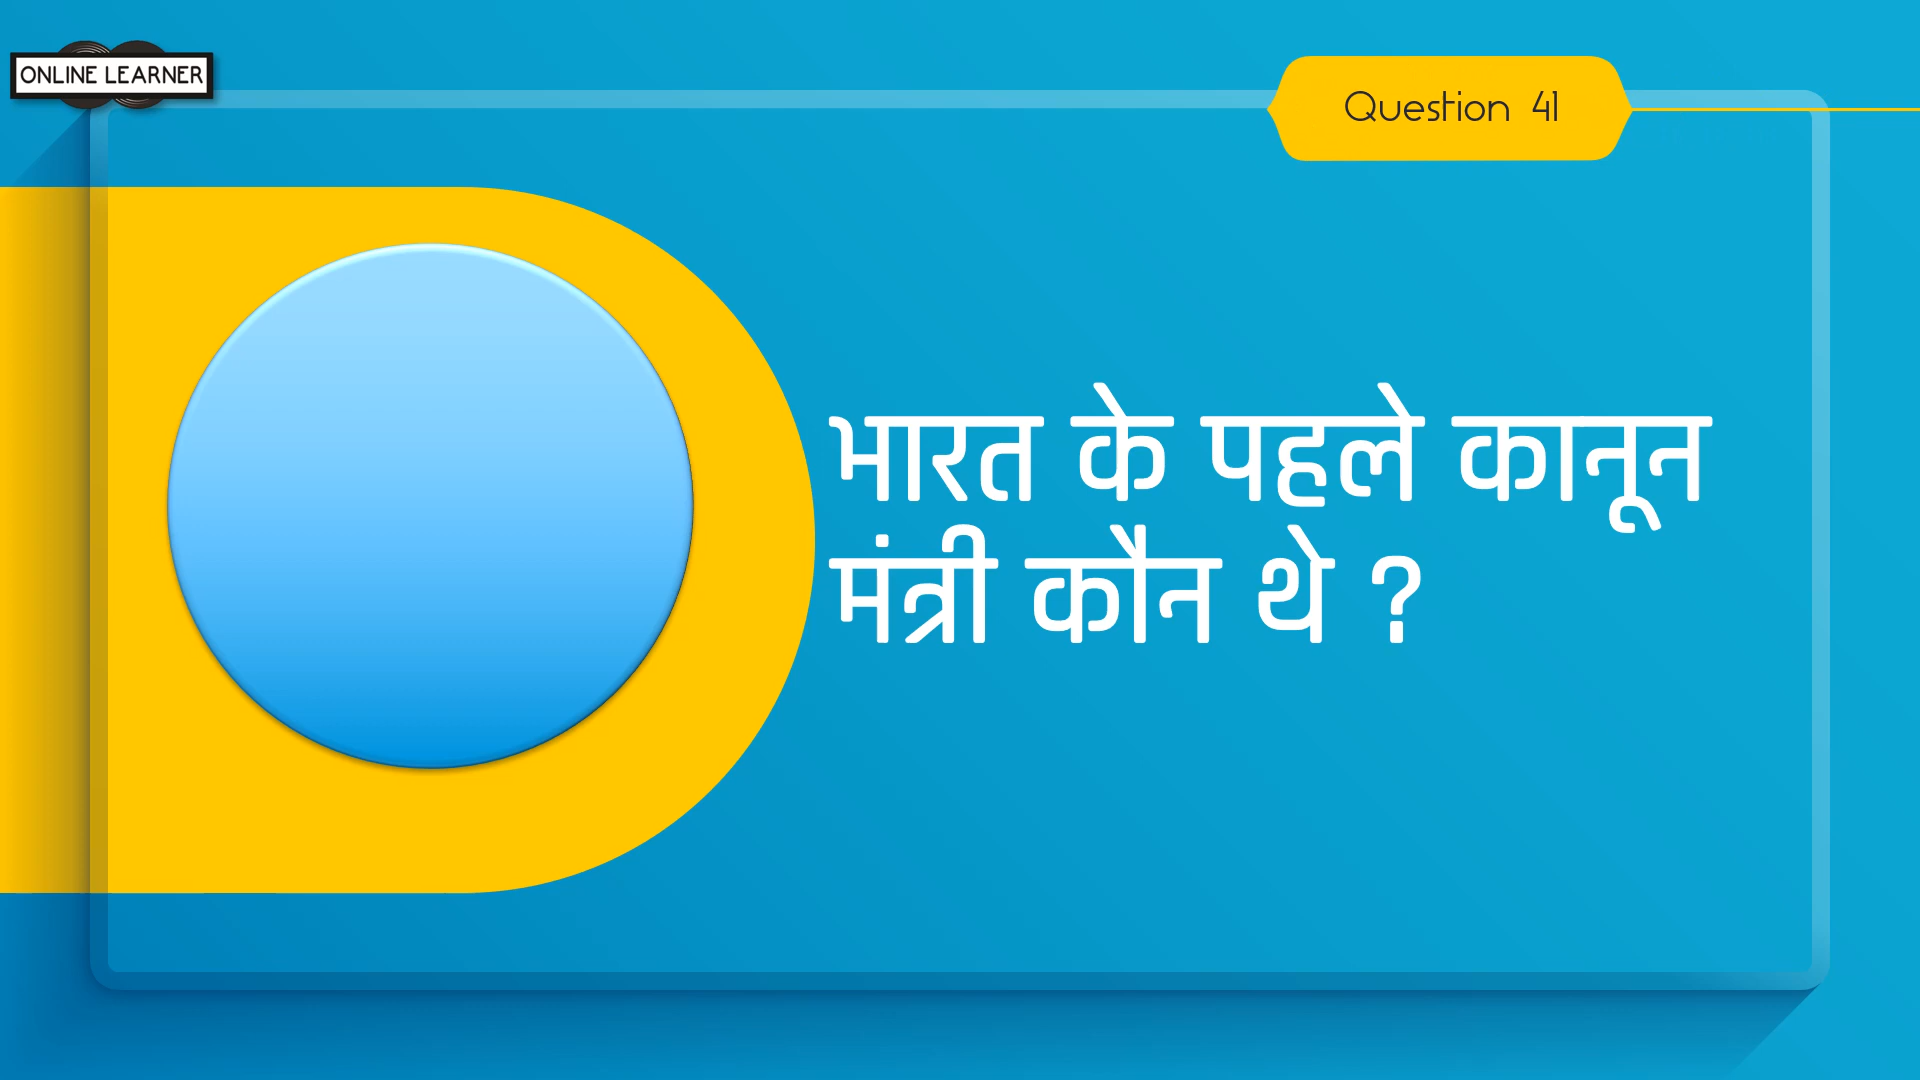 ONLINE LEARNER
Question 41
भारत के पहले कानून
मंत्री कौन थे ?